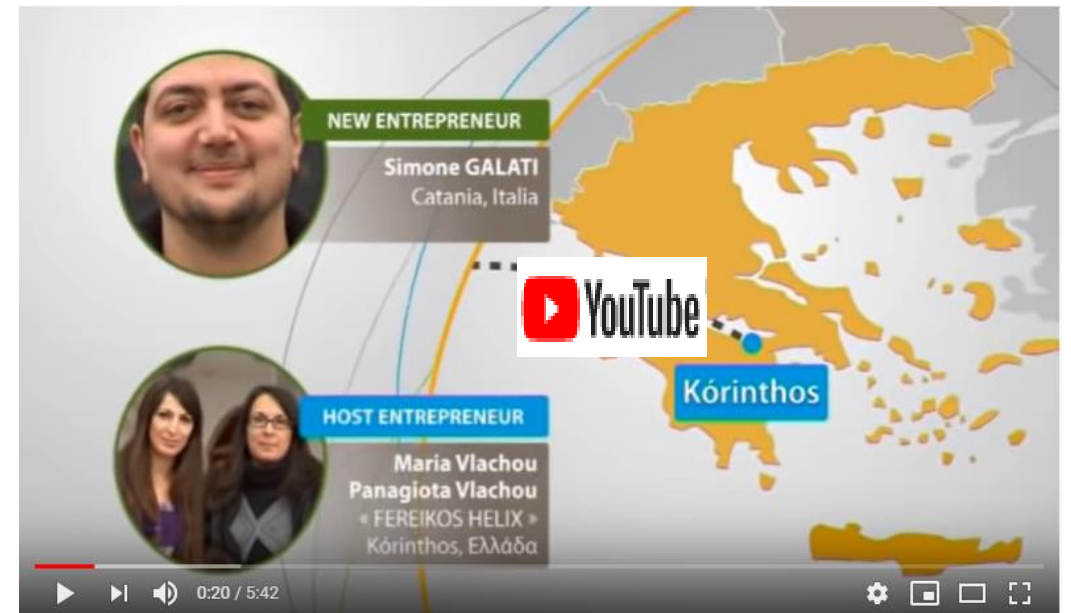 NEW ENTREPRENEUR
Simone GALATI
Catania, Italia
YouTube
Kórinthos
HOST ENTREPRENEUR
Maria Vlachou
Panagiota Vlachou
« FEREIKOS HELIX »
Kórinthos, Ελλάδα
0:20 / 5:42